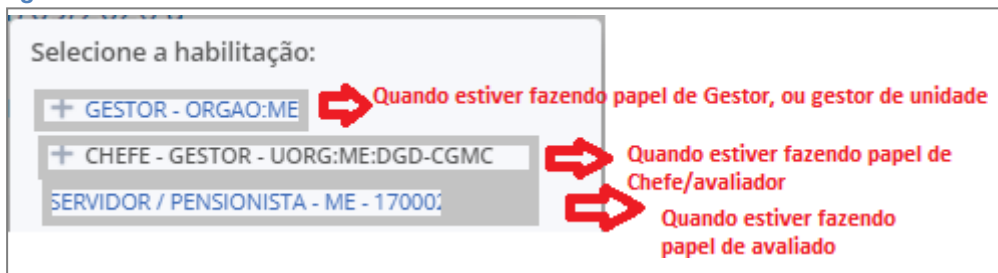 Selecione a habilitação:
+ GESTOR - ORGAO:ME
Quando estiver fazendo papel de Gestor, ou gestor de unidade
+ CHEFE - GESTOR - UORG:ME:DGD-CGMC
Quando estiver fazendo papel de
Chefe/avaliador
SERVIDOR / PENSIONISTA - ME - 170002
Quando estiver fazendo
papel de avaliado